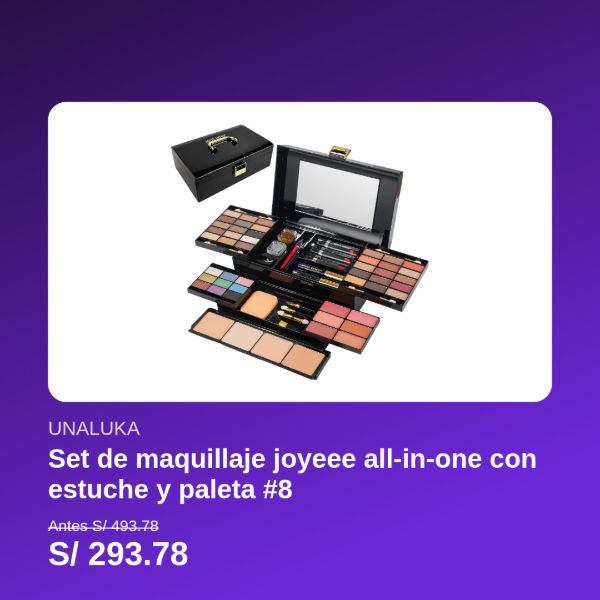 UNALUKA
Set de maquillaje joyeee all-in-one con
estuche y paleta #8
Antes S/ 493.78
S/ 293.78